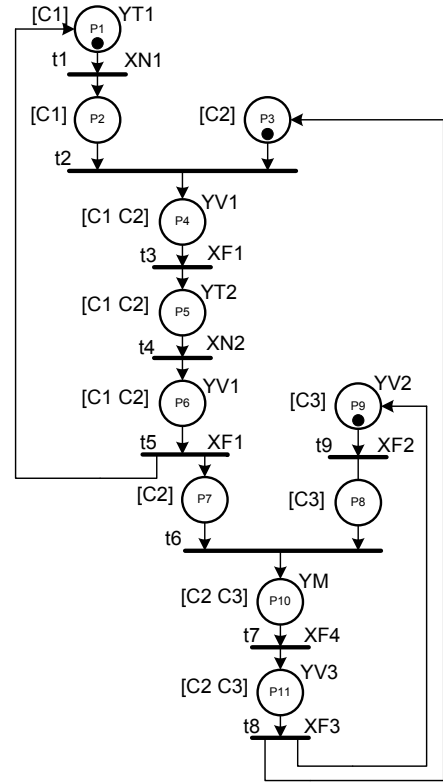 [C1] P1 YT1
t1 XN1
[C1] P2
[C2] P3
t2
[C1 C2] P4 YV1
t3 XF1
[C1 C2] P5 YT2
t4 XN2
[C1 C2] P6 YV1
t5 XF1
[C3] P9 YV2
t9 XF2
[C2] P7
[C3] P8
t6
[C2 C3] P10 YM
t7 XF4
[C2 C3] P11 YV3
t8 XF3